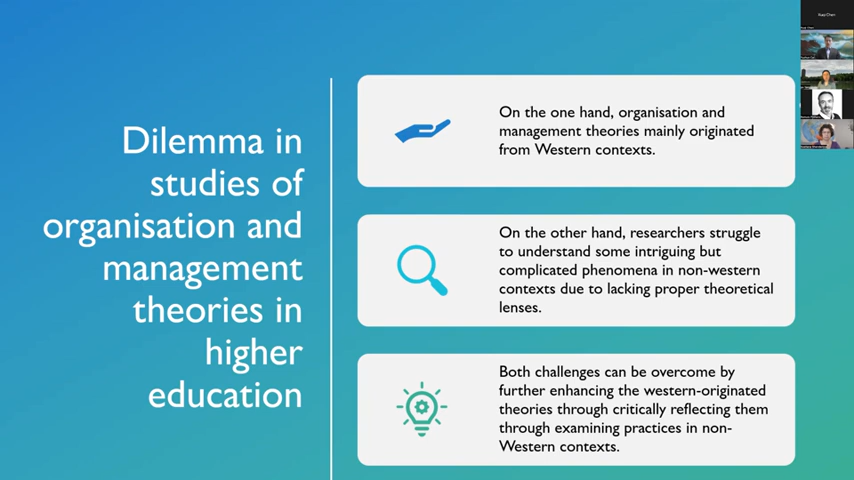 Dilemma in
studies of
organisation and
management
theories in
higher
education
On the one hand, organisation and
management theories mainly originated
from Western contexts.
On the other hand, researchers struggle
to understand some intriguing but
complicated phenomena in non-western
contexts due to lacking proper theoretical
lenses.
Both challenges can be overcome by
further enhancing the western-originated
theories through critically reflecting them
through examining practices in non-
Western contexts.